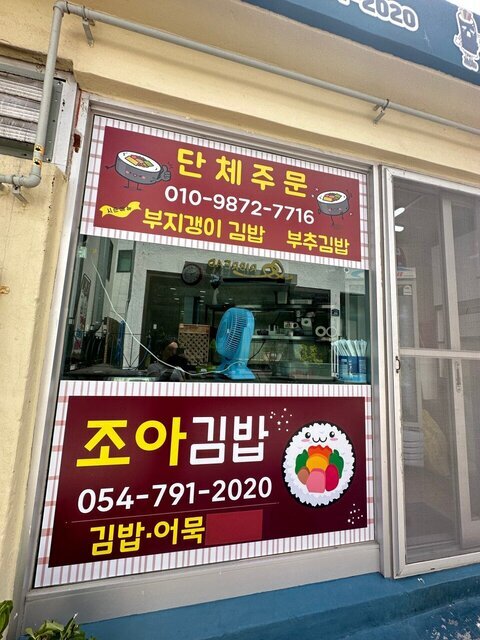 -2020
단체주문
010-9872-7716
부지갱이 김밥 부추김밥
조아김밥
054-791-2020
김밥·어묵